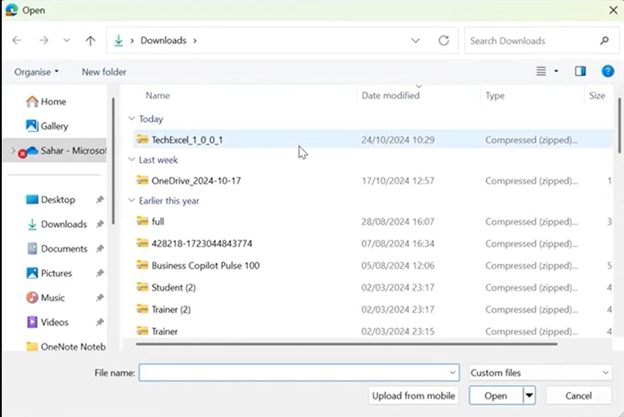 Open
Downloads
Search Downloads
Organise
New folder
Home
Gallery
Sahar - Microsof
Desktop
Downloads
Documents
Pictures
Music
Videos
OneNote Noteb
Name Date modified Type Size
Today
TechExcel_1_0_0_1 24/10/2024 10:29 Compressed (zipped)...
Last week
OneDrive_2024-10-17 17/10/2024 12:57 Compressed (zipped)... 1
Earlier this year
full 28/08/2024 16:07 Compressed (zipped)... 3
428218-1723044843774 07/08/2024 16:34 Compressed (zipped)...
Business Copilot Pulse 100 05/08/2024 12:06 Compressed (zipped)... 5
Student (2) 02/03/2024 23:17 Compressed (zipped)... 4
Trainer (2) 02/03/2024 23:17 Compressed (zipped)... 4
Trainer 02/03/2024 23:15 Compressed (zipped)... 4
File name:
Custom files
Upload from mobile
Open
Cancel